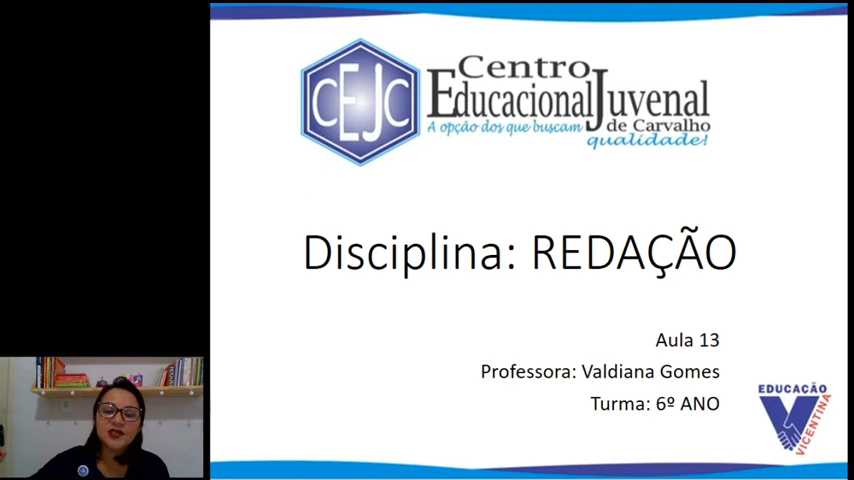 CEJC
Centro
Educacional Juvenal
de Carvalho
A opção dos que buscam
qualidade!
Disciplina: REDAÇÃO
Aula 13
Professora: Valdiana Gomes
Turma: 6º ANO
EDUCAÇÃO
VICENTINA